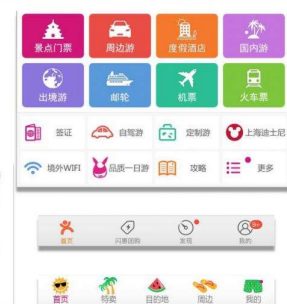 景点门票 周边游 度假酒店 国内游
出境游 邮轮 机票 火车票
签证 自驾游 定制游 上海迪士尼
境外WIFI 品质一日游 攻略 更多
首页 闪惠团购 发现 我的
首页 特卖 目的地 周边 我的